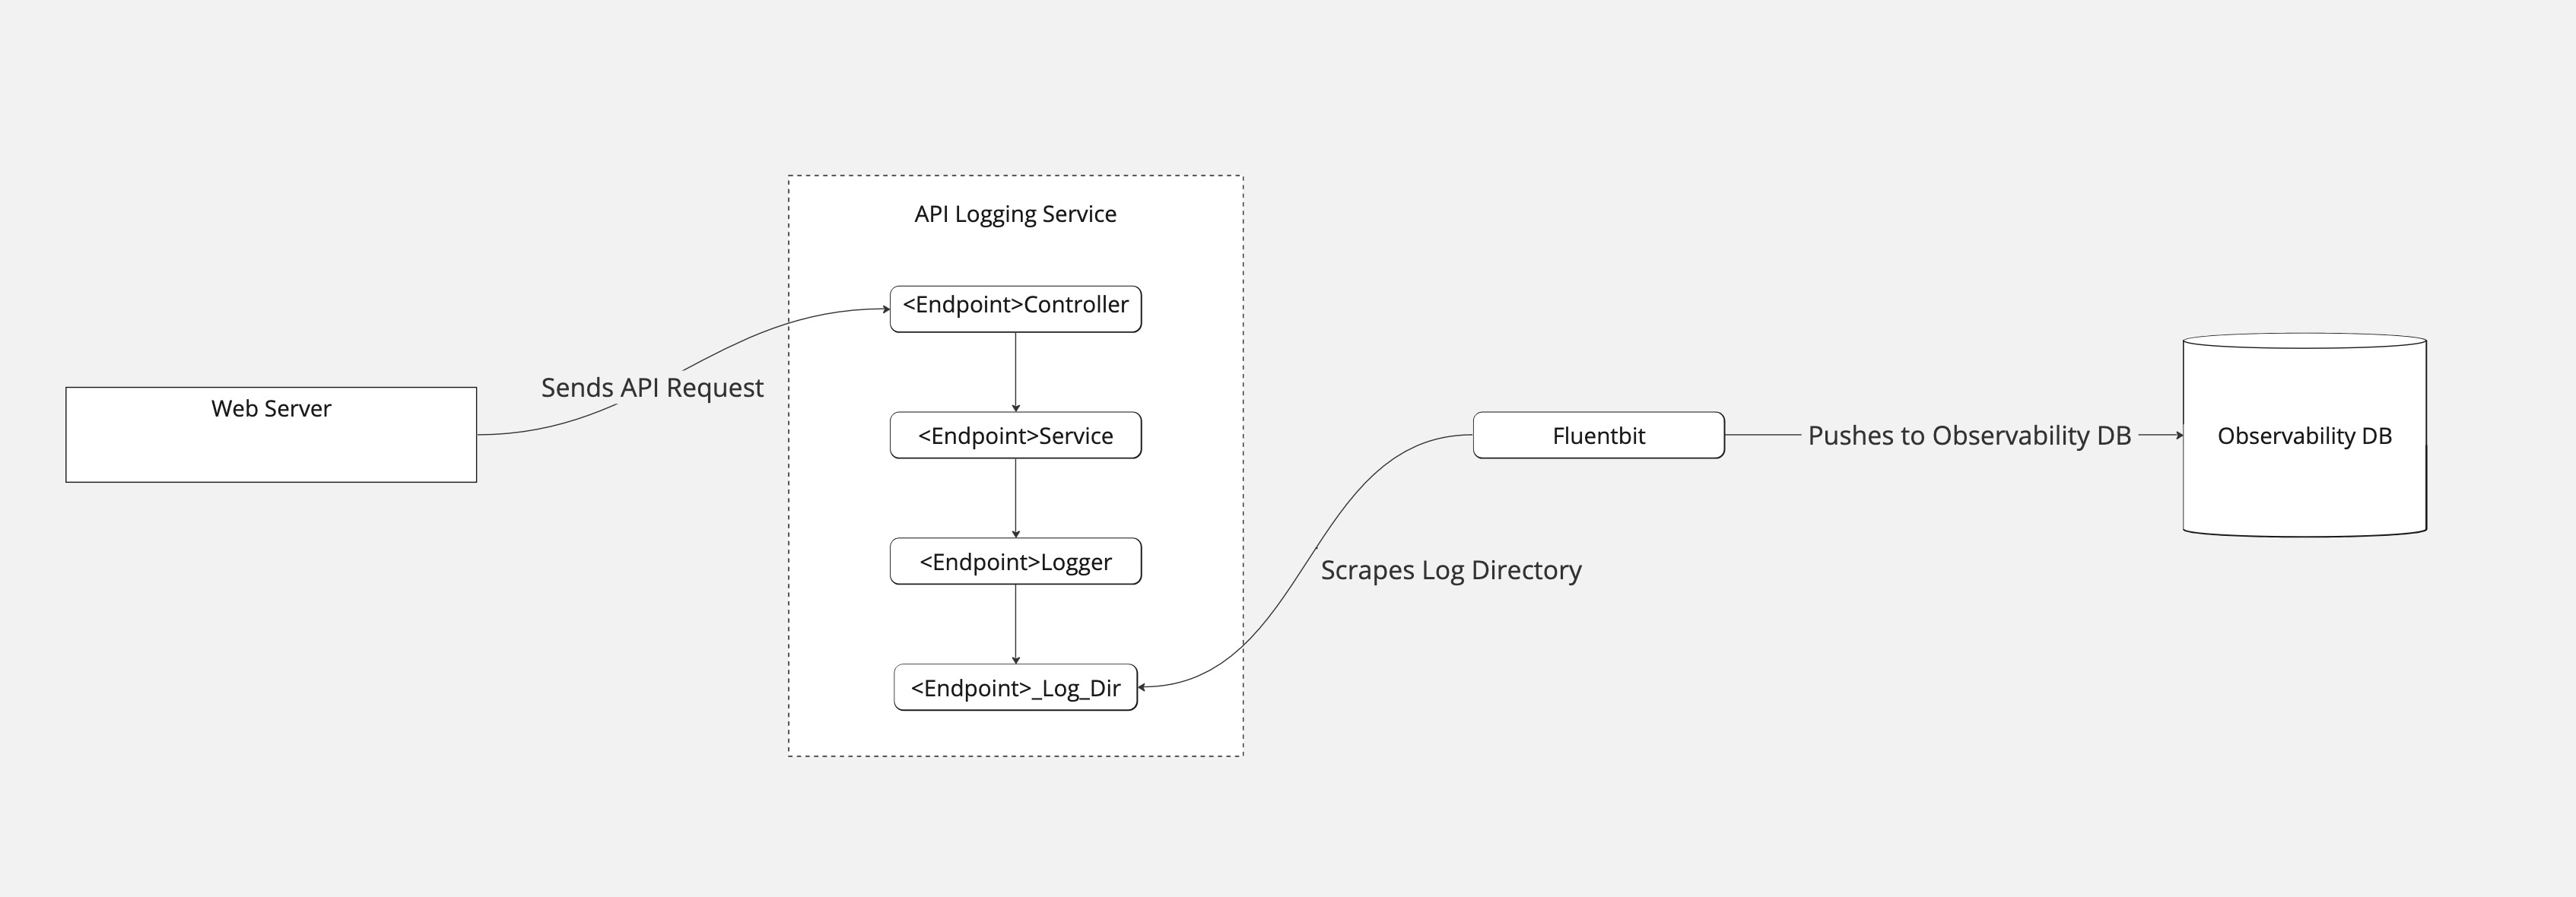 API Logging Service
<Endpoint>Controller
Sends API Request
Web Server
<Endpoint>Service
Fluentbit
Pushes to Observability DB
Observability DB
<Endpoint>Logger
Scrapes Log Directory
<Endpoint>_Log_Dir